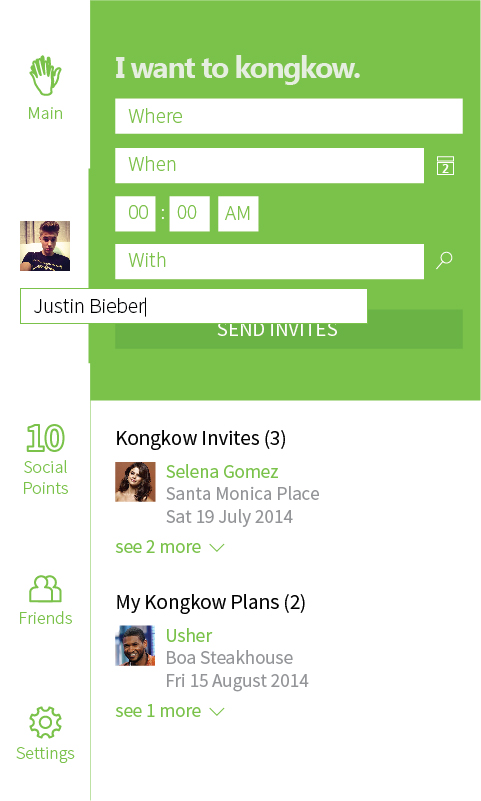 Main
I want to kongkow.
Where
When
2
00 : 00 AM
With
Justin Bieber
SEND INVITES
10
Social
Points
Kongkow Invites (3)
Selena Gomez
Santa Monica Place
Sat 19 July 2014
see 2 more
Friends
My Kongkow Plans (2)
Usher
Boa Steakhouse
Fri 15 August 2014
see 1 more
Settings